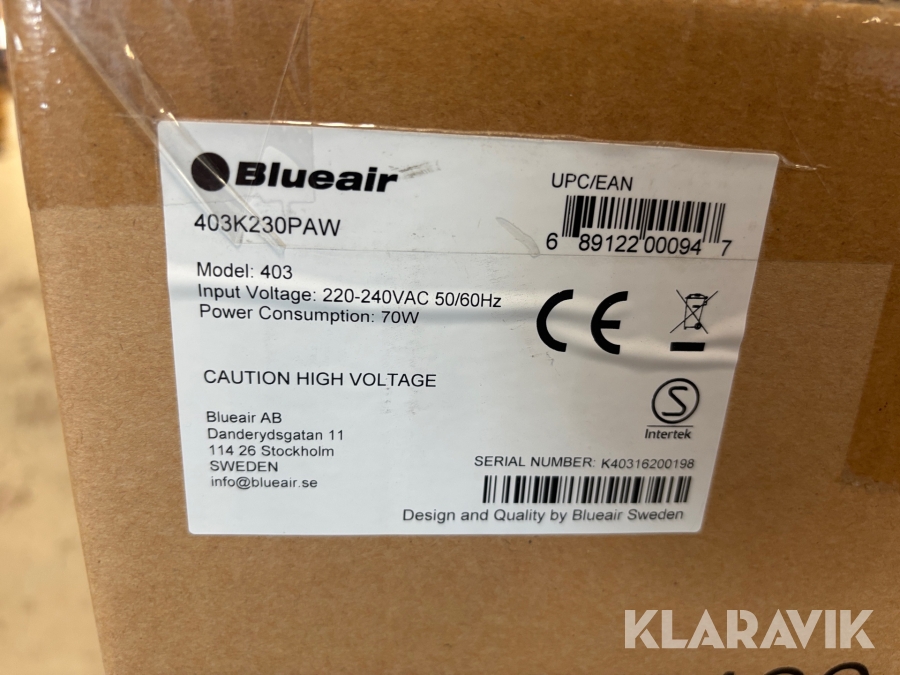 Blueair
403K230PAW
UPC/EAN
6 89122 00094 7
Model: 403
Input Voltage: 220-240VAC 50/60Hz
Power Consumption: 70W
CE
CAUTION HIGH VOLTAGE
S
Intertek
Blueair AB
Danderydsgatan 11
114 26 Stockholm
SWEDEN
info@blueair.se
SERIAL NUMBER: K40316200198
Design and Quality by Blueair Sweden
KLARAVIK